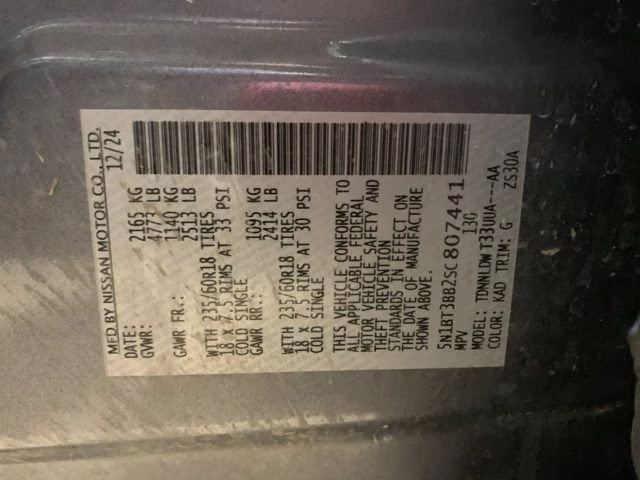 MFD BY NISSAN MOTOR CO., LTD.
DATE: 12/24
GVWR: 2165 KG
4773 LB
GAWR FR.: 1140 KG
2513 LB
WITH 235/60R18 TIRES
18 X 7.5 RIMS AT 33 PSI
COLD SINGLE
GAWR RR: 1095 KG
2414 LB
WITH 235/60R18 TIRES
18 X 7.5 RIMS AT 30 PSI
COLD SINGLE
THIS VEHICLE CONFORMS TO
ALL APPLICABLE FEDERAL
MOTOR VEHICLE SAFETY AND
THEFT PREVENTION
STANDARDS IN EFFECT ON
THE DATE OF MANUFACTURE
SHOWN ABOVE.
5N1BT3BB2SC807441
MPV 130
MODEL: TDNNLDW T33UUA---AA
COLOR: KAD TRIM: G ZS30A